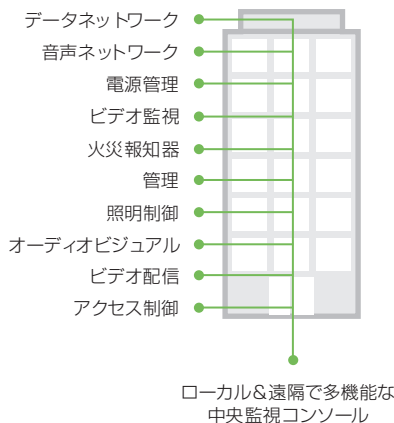 データネットワーク
音声ネットワーク
電源管理
ビデオ監視
火災報知器
管理
照明制御
オーディオビジュアル
ビデオ配信
アクセス制御
ローカル&遠隔で多機能な
中央監視コンソール